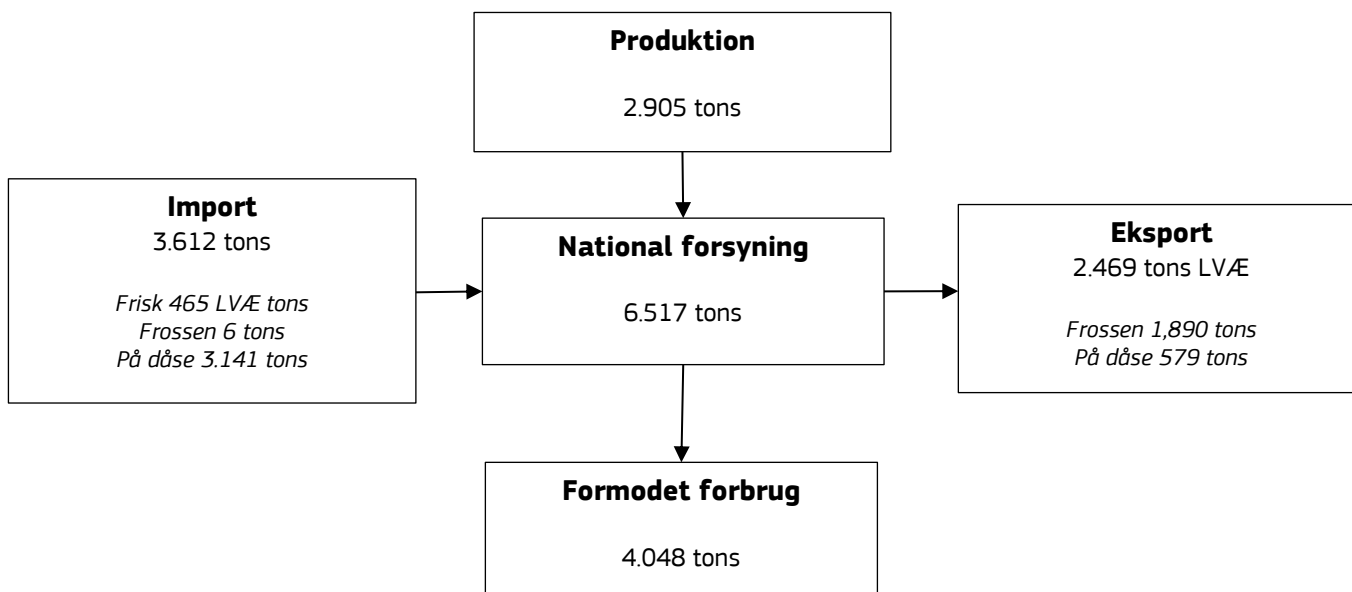 Produktion
2.905 tons
Import
3.612 tons
Frisk 465 LVÆ tons
Frossen 6 tons
På dåse 3.141 tons
National forsyning
6.517 tons
Eksport
2.469 tons LVÆ
Frossen 1,890 tons
På dåse 579 tons
Formodet forbrug
4.048 tons